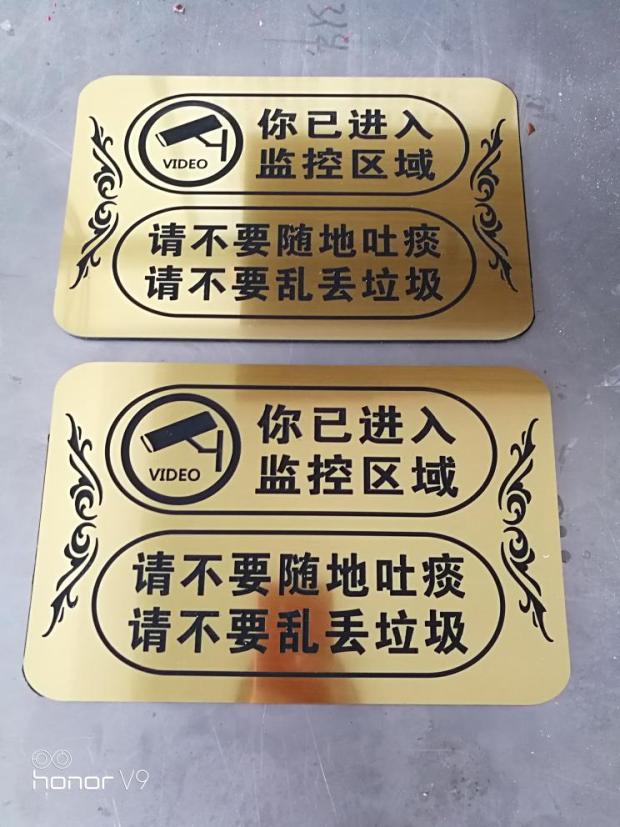 你已进入
监控区域
VIDEO
请不要随地吐痰
请不要乱丢垃圾
你已进入
监控区域
VIDEO
请不要随地吐痰
请不要乱丢垃圾
honor V9